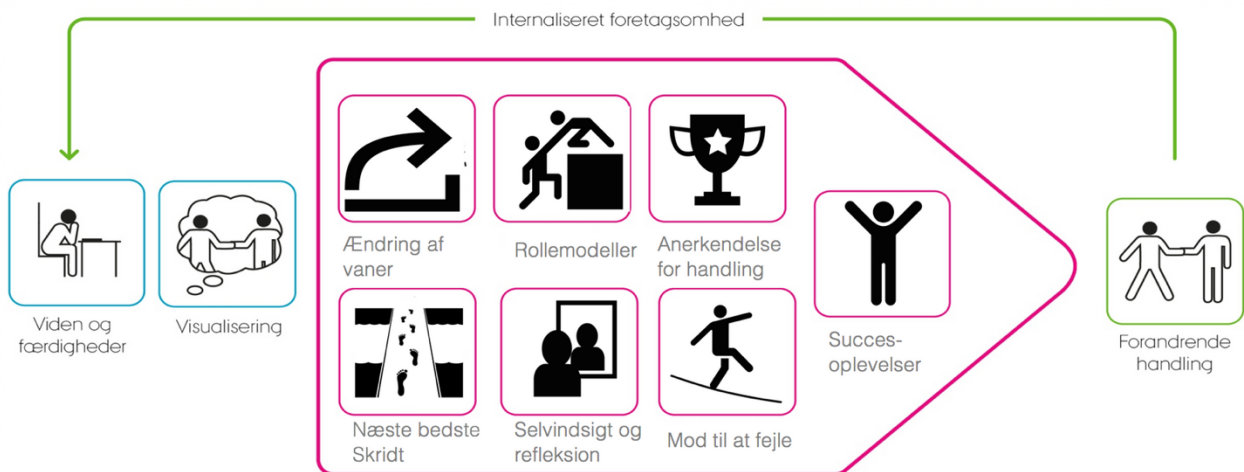 Internaliseret foretagsomhed
Viden og
færdigheder
Visualisering
Ændring af
vaner
Rollemodeller
Anerkendelse
for handling
Næste bedste
Skridt
Selvindsigt og
refleksion
Mod til at fejle
Succes-
oplevelser
Forandrende
handling